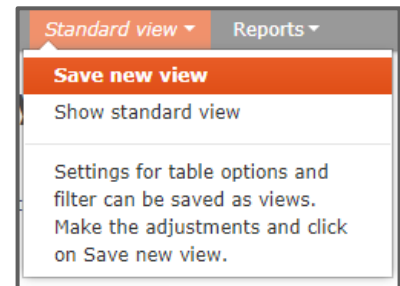 Standard view Reports
Save new view
Show standard view
Settings for table options and
filter can be saved as views.
Make the adjustments and click
on Save new view.